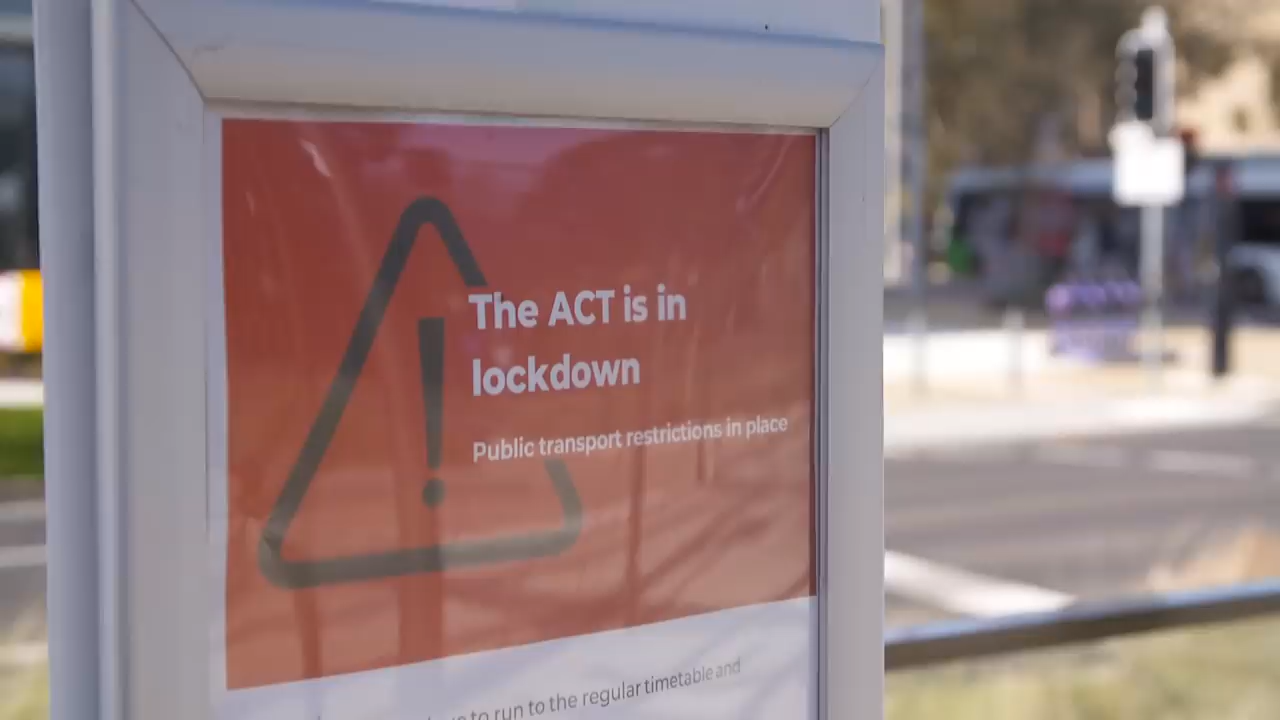 The ACT is in
lockdown
Public transport restrictions in place
to run to the regular timetable and